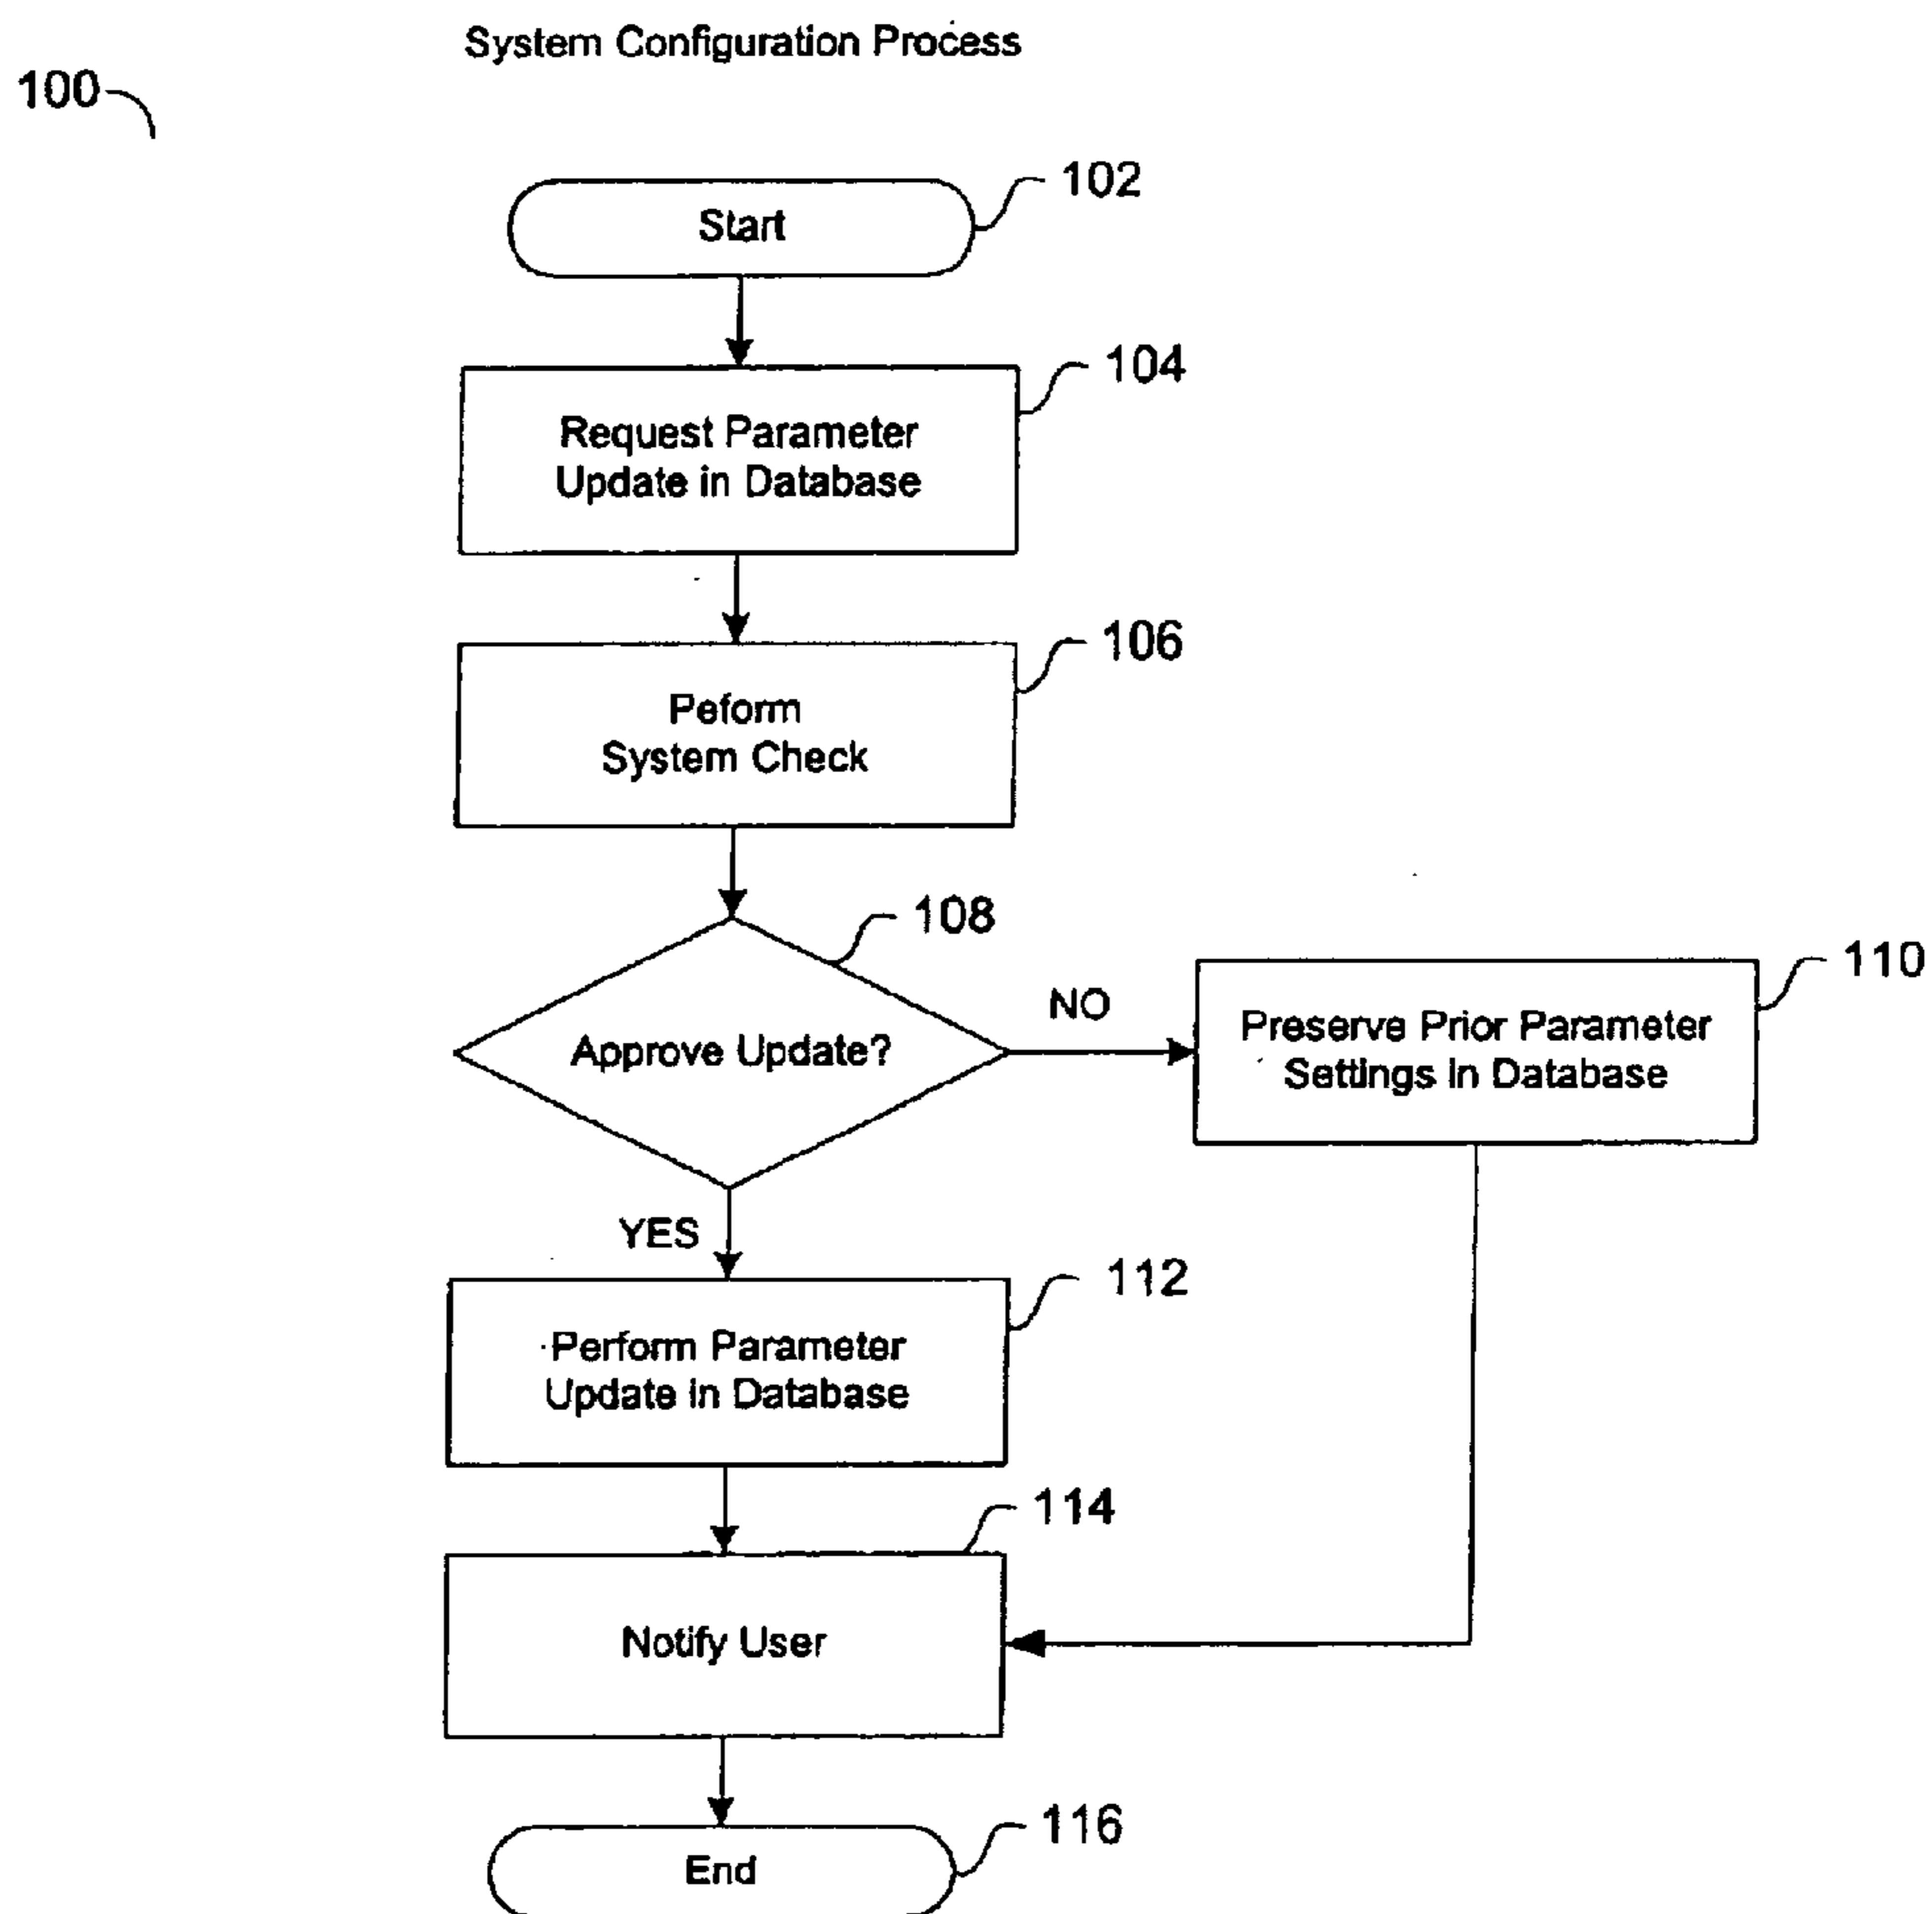 System Configuration Process
100
102
Start
104
Request Parameter
Update in Database
106
Peform
System Check
108
Approve Update?
NO
110
Preserve Prior Parameter
Settings in Database
YES
112
Perform Parameter
Update in Database
114
Notify User
116
End